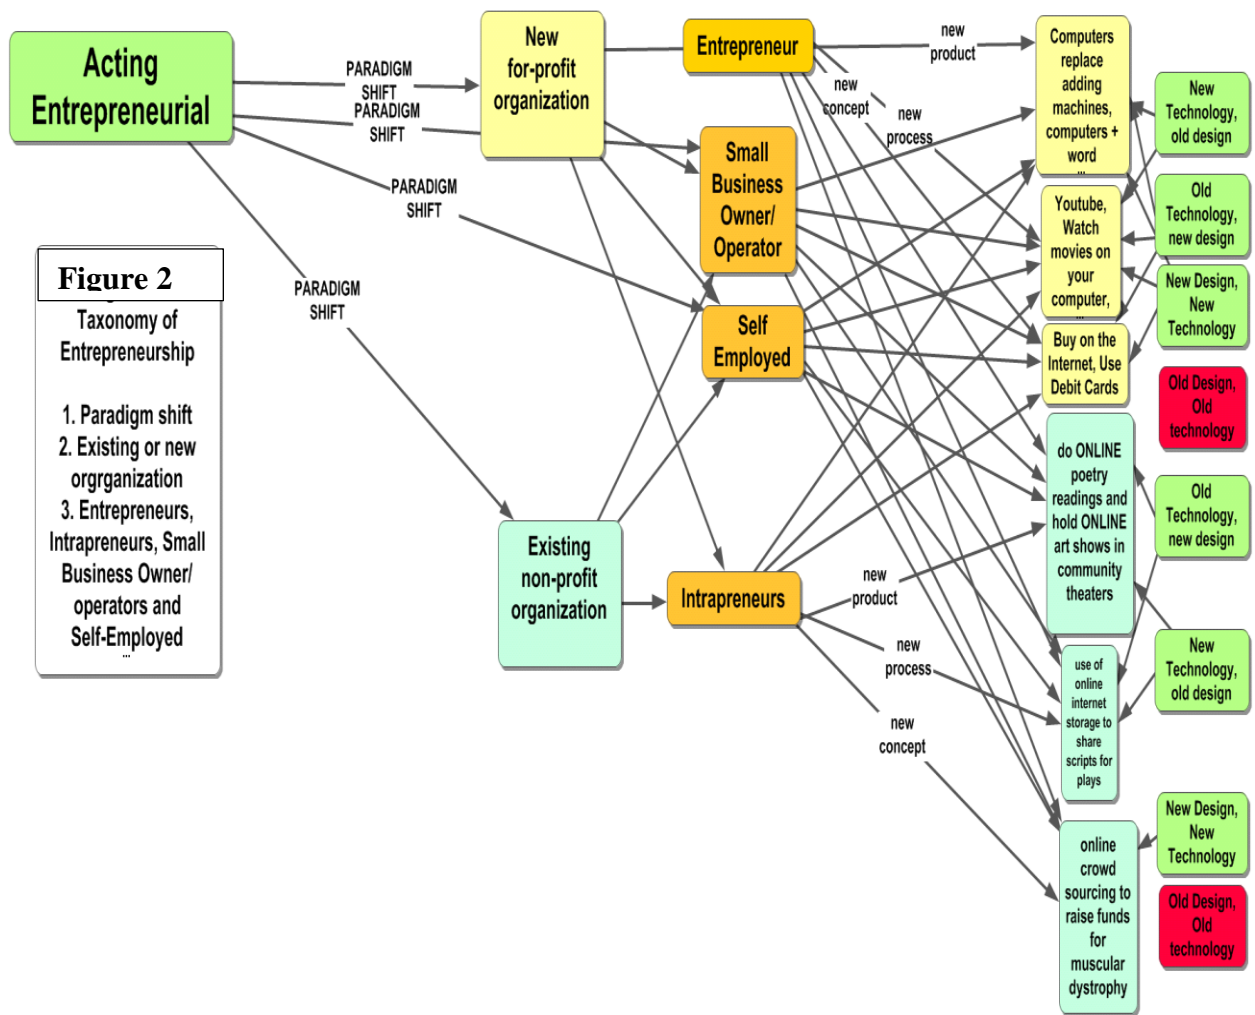 Acting
Entrepreneurial
PARADIGM
SHIFT
PARADIGM
SHIFT
PARADIGM
SHIFT
PARADIGM
SHIFT
Figure 2
Taxonomy of
Entrepreneurship
1. Paradigm shift
2. Existing or new
orgrganization
3. Entrepreneurs,
Intrapreneurs, Small
Business Owner/
operators and
Self-Employed
...
New
for-profit
organization
Existing
non-profit
organization
Entrepreneur
Small
Business
Owner/
Operator
Self
Employed
Intrapreneurs
new
product
new
concept
new
process
new
product
new
process
new
concept
Computers
replace
adding
machines,
computers +
word
...
Youtube,
Watch
movies on
your
computer,
...
Buy on the
Internet, Use
Debit Cards
do ONLINE
poetry
readings and
hold ONLINE
art shows in
community
theaters
use of
online
internet
storage to
share
scripts for
plays
online
crowd
sourcing to
raise funds
for
muscular
dystrophy
New
Technology,
old design
Old
Technology,
new design
New Design,
New
Technology
Old Design,
Old
technology
Old
Technology,
new design
New
Technology,
old design
New Design,
New
Technology
Old Design,
Old
technology